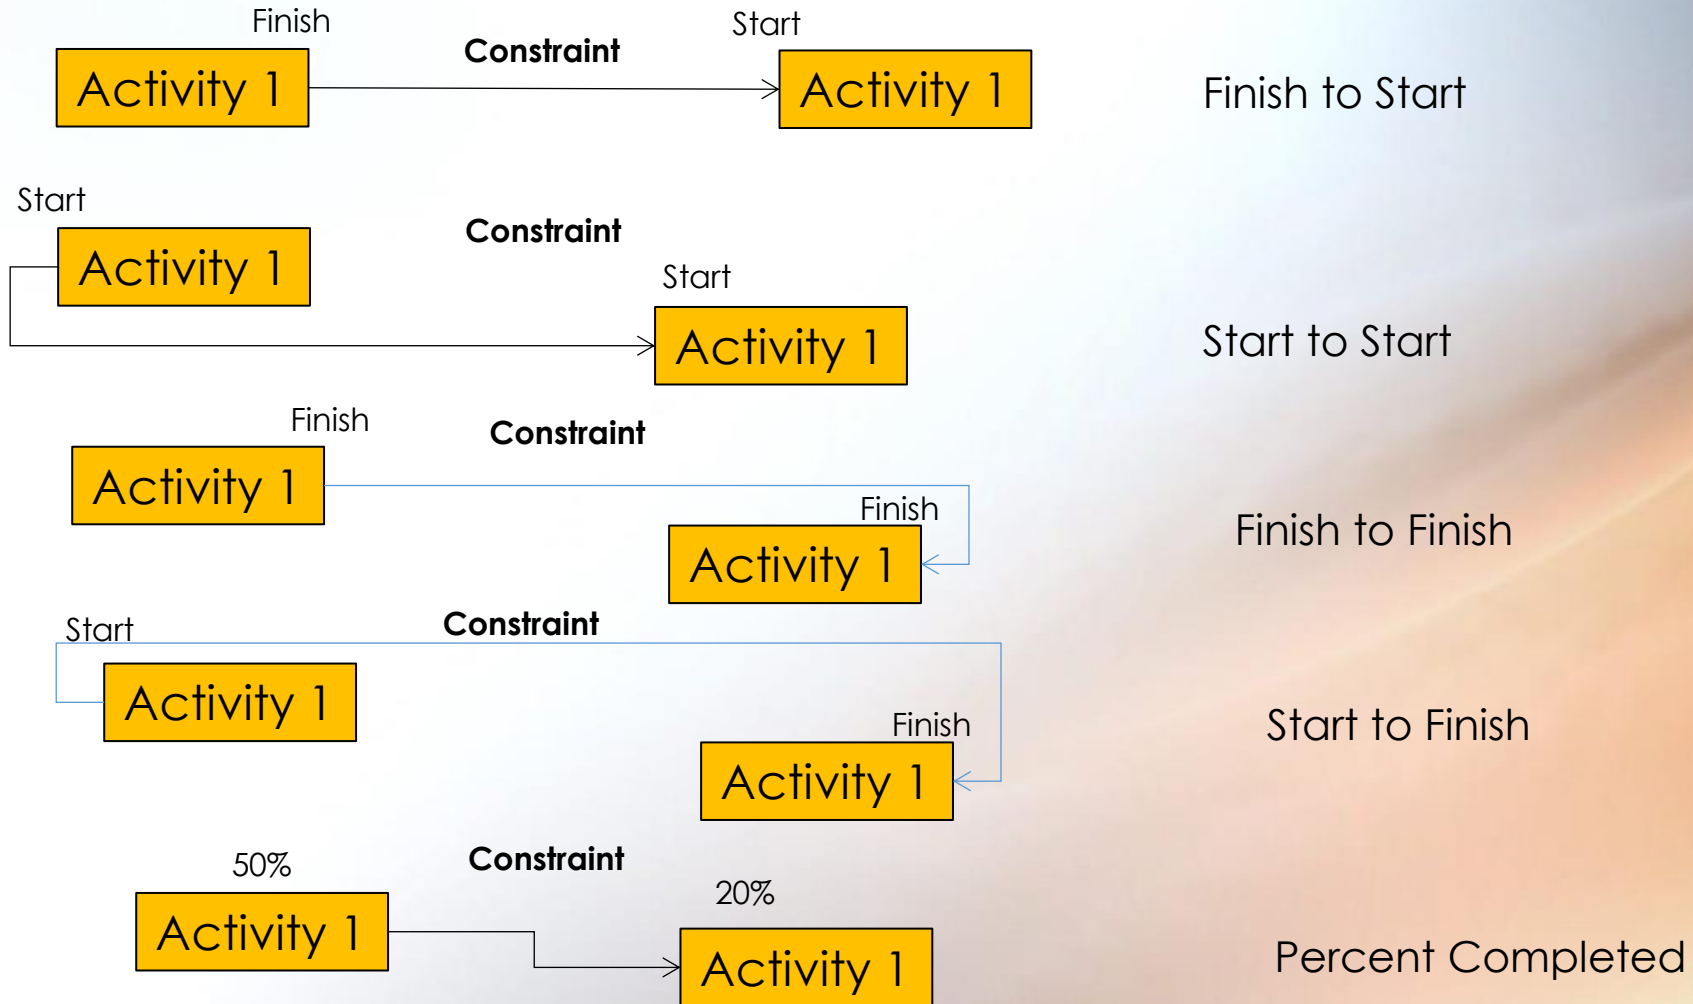 Finish
Constraint
Start
Activity 1
Activity 1
Finish to Start
Start
Constraint
Activity 1
Start
Activity 1
Start to Start
Finish
Constraint
Activity 1
Finish
Activity 1
Finish to Finish
Start
Constraint
Activity 1
Finish
Activity 1
Start to Finish
50%
Constraint
Activity 1
20%
Activity 1
Percent Completed